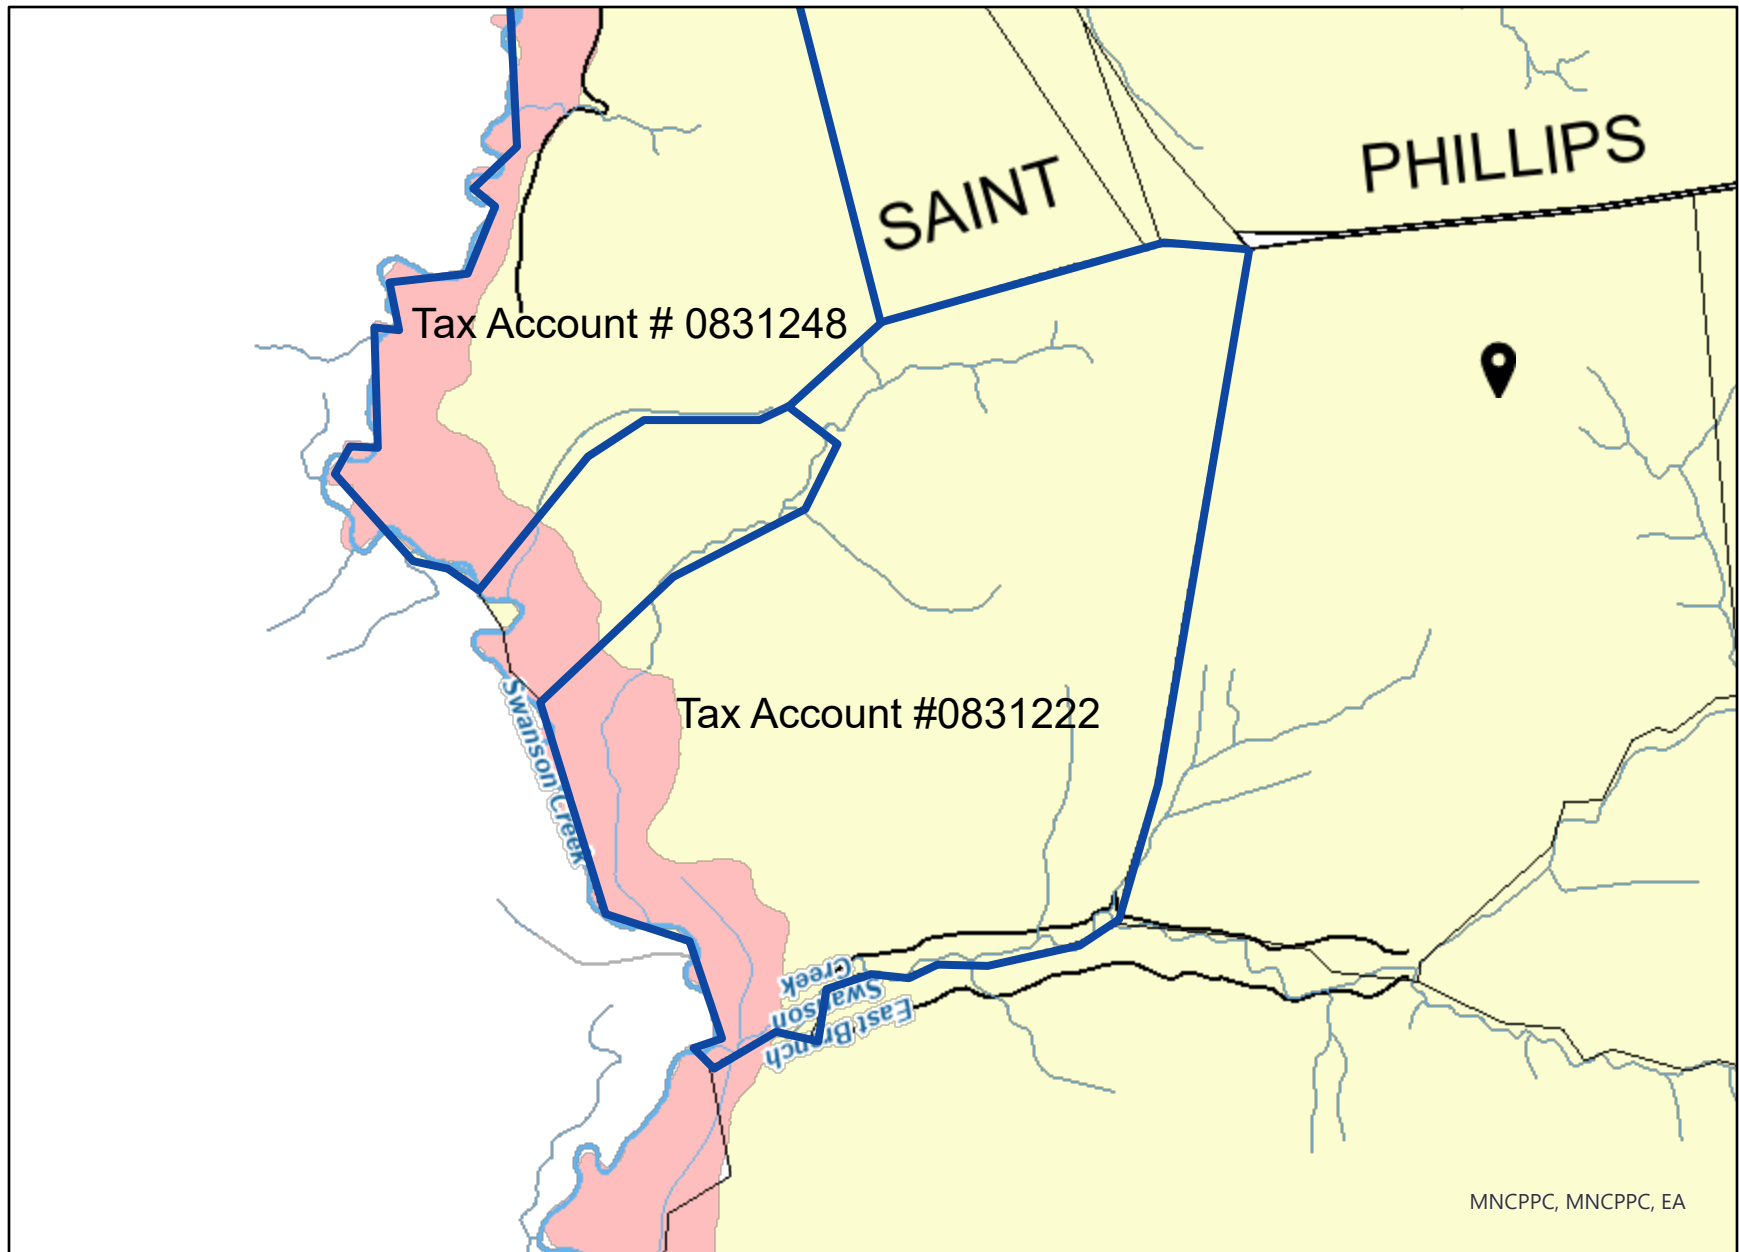 PHILLIPS
SAINT
Tax Account # 0831248
Tax Account #0831222
Swanson Creek
East Branch
Swanson
Creek
MNCPPC, MNCPPC, EA